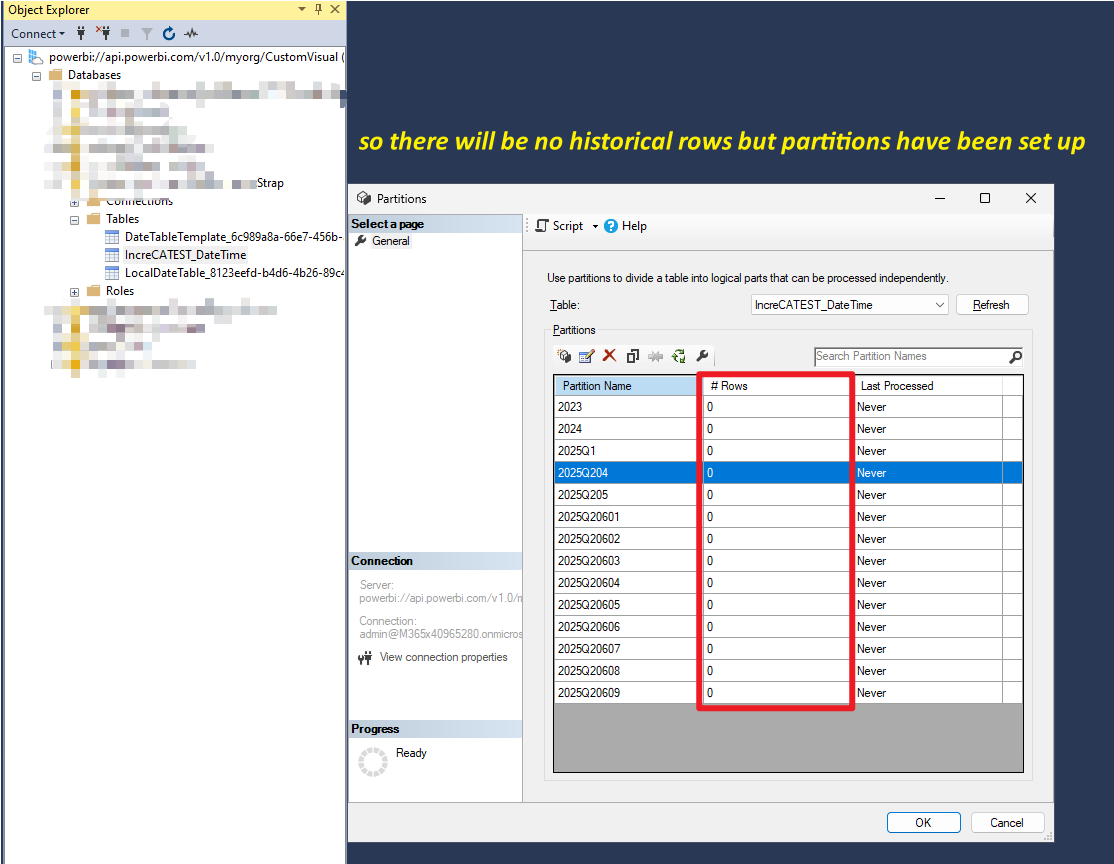 Object Explorer
Connect
powerbi://api.powerbi.com/v1.0/myorg/CustomVisual (
Databases
Strap
Connections
Tables
DateTableTemplate_6c989a8a-66e7-456b-
IncreCATEST_DateTime
LocalDateTable_8123eefd-b4d6-4b26-89c4
Roles
so there will be no historical rows but partitions have been set up
Partitions
Select a page
General
Script
Help
Use partitions to divide a table into logical parts that can be processed independently.
Table:
IncreCATEST_DateTime
Refresh
Partitions
Search Partition Names
Partition Name # Rows Last Processed
2023 0 Never
2024 0 Never
2025Q1 0 Never
2025Q204 0 Never
2025Q205 0 Never
2025Q20601 0 Never
2025Q20602 0 Never
2025Q20603 0 Never
2025Q20604 0 Never
2025Q20605 0 Never
2025Q20606 0 Never
2025Q20607 0 Never
2025Q20608 0 Never
2025Q20609 0 Never
Connection
Server:
powerbi://api.powerbi.com/v1.0/m
Connection:
admin@M365x40965280.onmicros
View connection properties
Progress
Ready
OK
Cancel